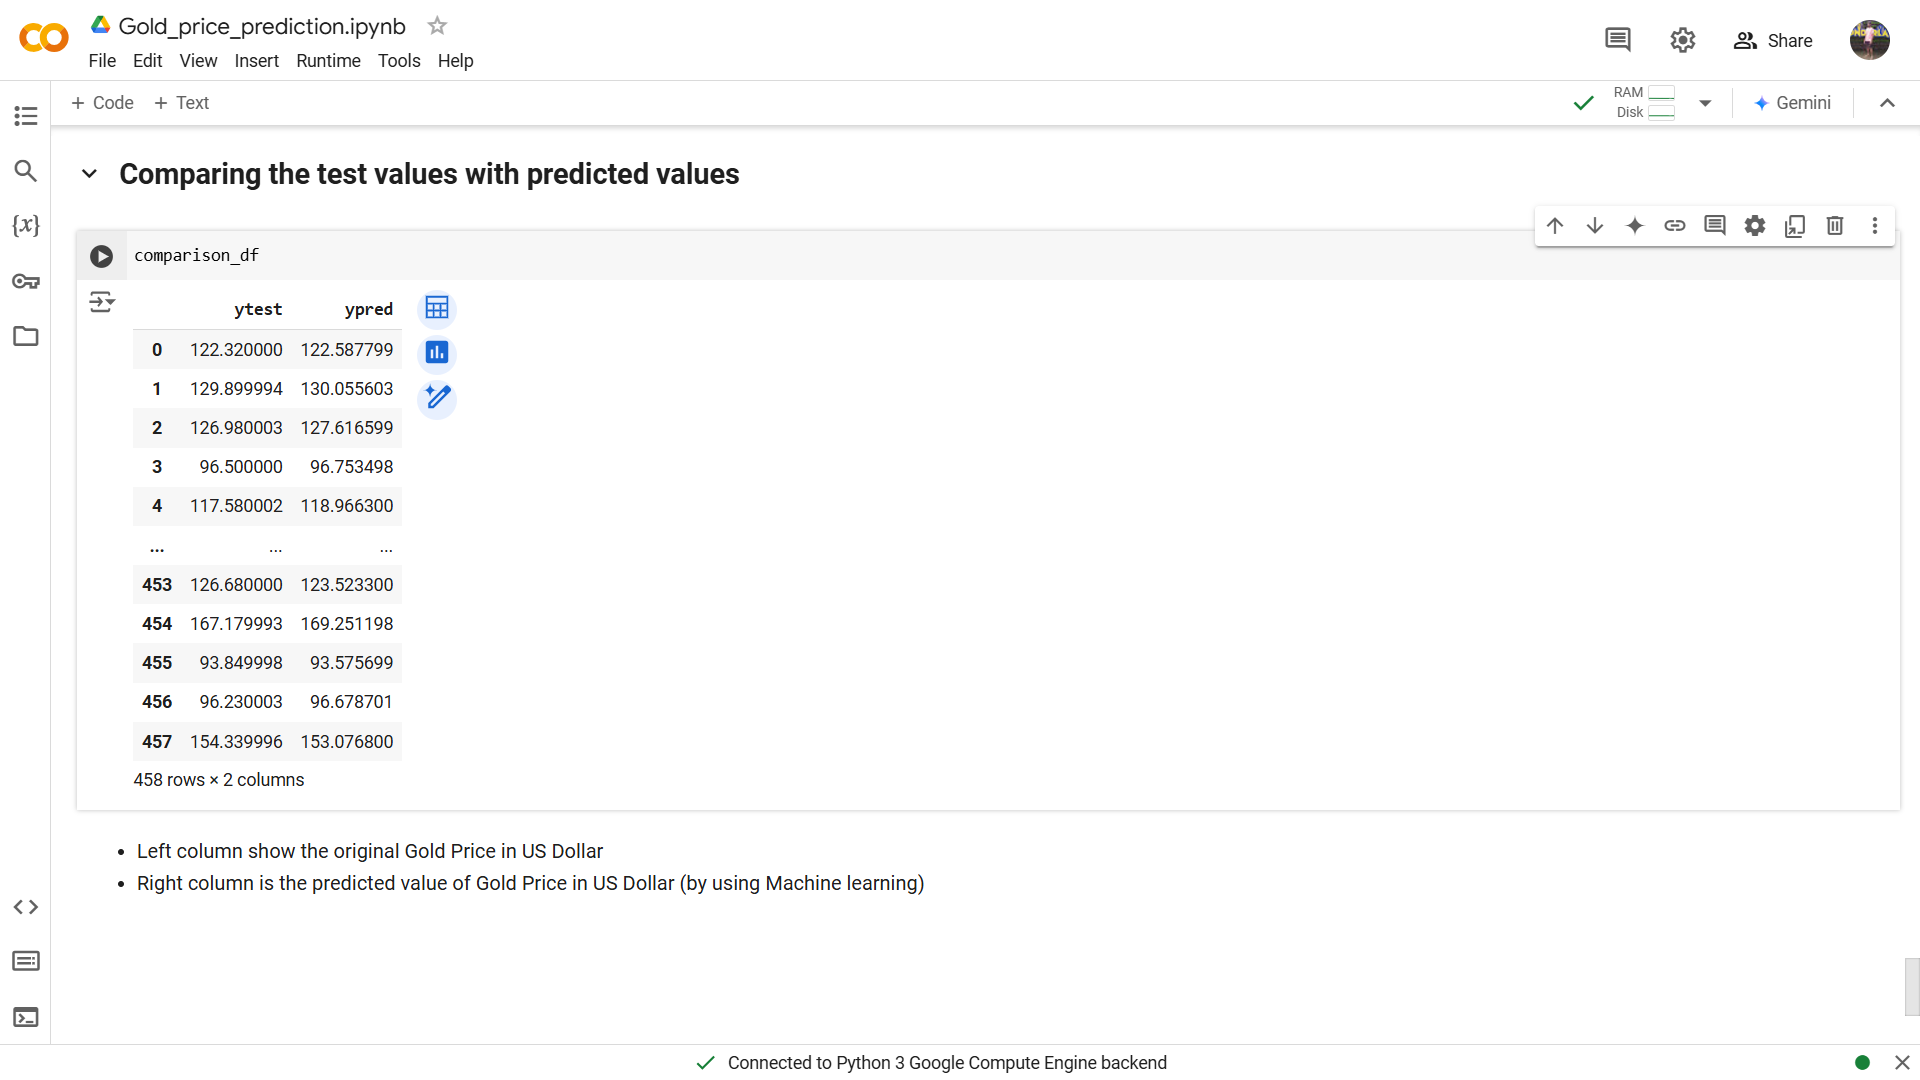 Gold_price_prediction.ipynb
File Edit View Insert Runtime Tools Help
Share
+ Code + Text
RAM
Disk
Gemini
Comparing the test values with predicted values
{x}
comparison_df
ytest ypred
0 122.320000 122.587799
1 129.899994 130.055603
2 126.980003 127.616599
3 96.500000 96.753498
4 117.580002 118.966300
... ... ...
453 126.680000 123.523300
454 167.179993 169.251198
455 93.849998 93.575699
456 96.230003 96.678701
457 154.339996 153.076800
458 rows × 2 columns
• Left column show the original Gold Price in US Dollar
• Right column is the predicted value of Gold Price in US Dollar (by using Machine learning)
Connected to Python 3 Google Compute Engine backend